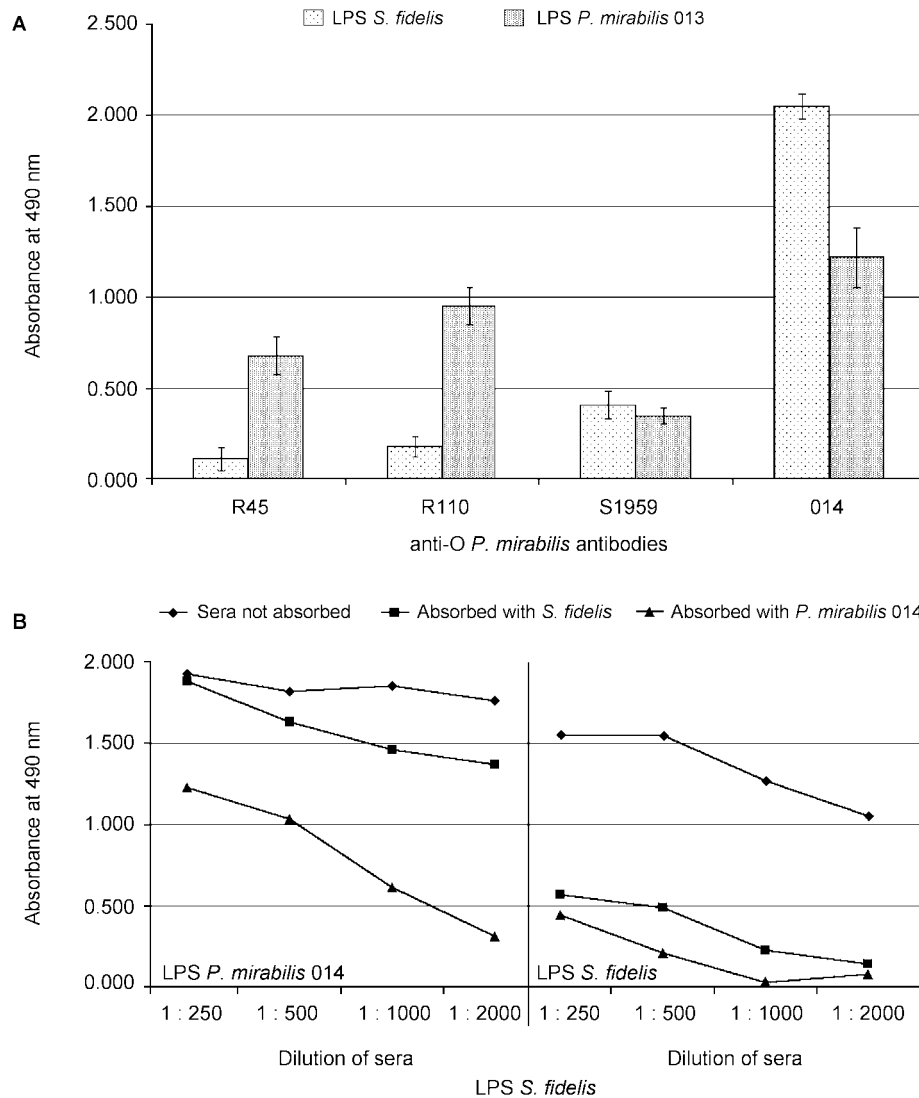 A
LPS S. fidelis LPS P. mirabilis 013
Absorbance at 490 nm
2.500
2.000
1.500
1.000
0.500
0.000
R45 R110 S1959 014
anti-O P. mirabilis antibodies
B
Sera not absorbed Absorbed with S. fidelis Absorbed with P. mirabilis 014
Absorbance at 490 nm
2.000
1.500
1.000
0.500
0.000
LPS P. mirabilis 014 LPS S. fidelis
1 : 250 1 : 500 1 : 1000 1 : 2000 1 : 250 1 : 500 1 : 1000 1 : 2000
Dilution of sera Dilution of sera
LPS S. fidelis